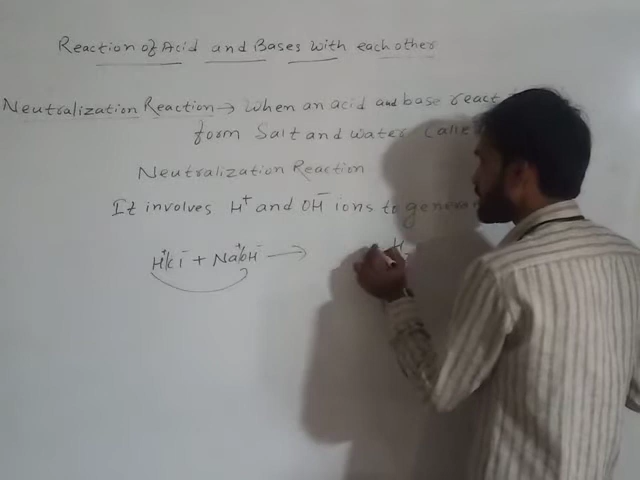 Reaction of Acid and Bases with each other
Neutralization Reaction → When an acid and base react
form Salt and water
Neutralization Reaction
It involves H⁺ and OH⁻ ions to
H⁺/Cl⁻ + Na⁺/OH⁻ → H